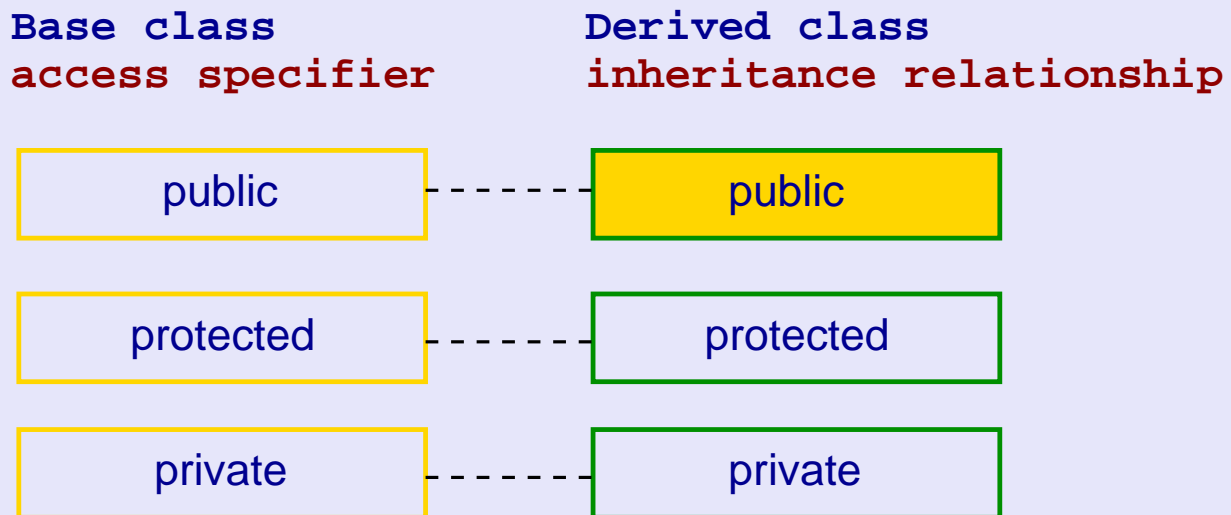 Base class
access specifier
Derived class
inheritance relationship
public
public
protected
protected
private
private